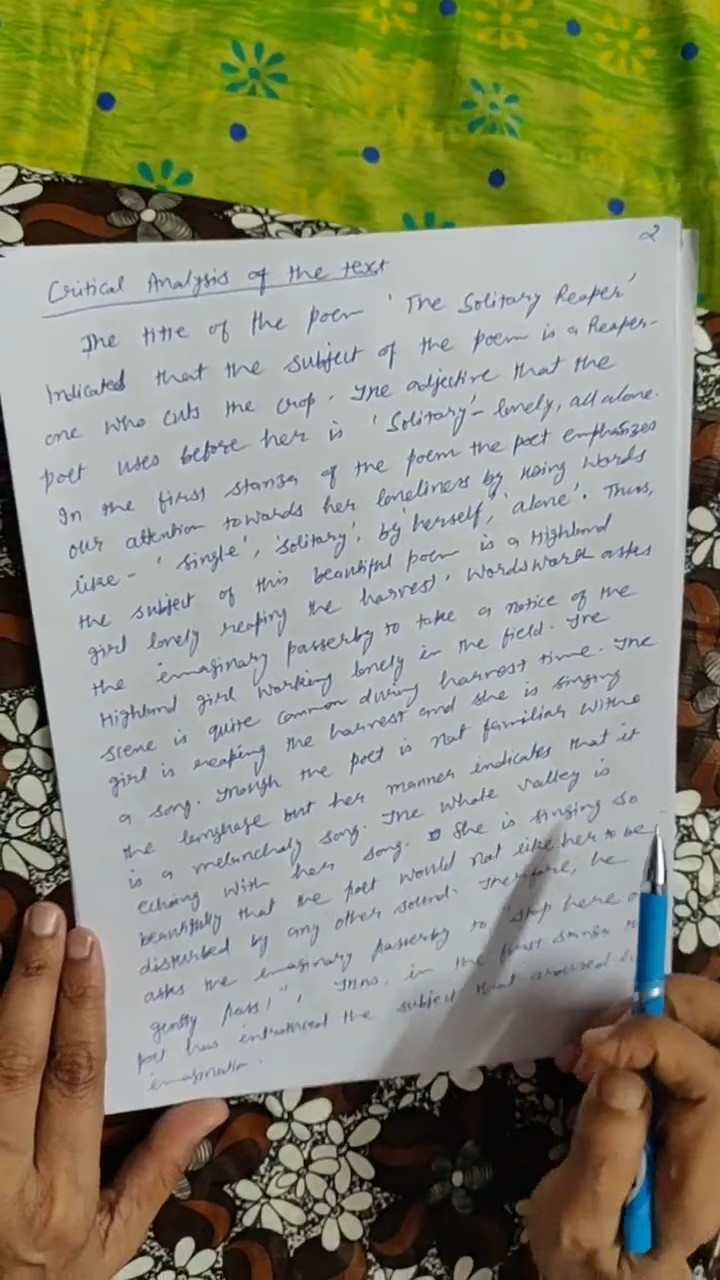 2
Critical Analysis of the text
The title of the poem 'The Solitary Reaper'
Indicated that the subject of the poem is a Reaper-
one who cuts the crop. The adjective that the
poet uses before her is 'Solitary' - lonely, all alone.
In the first stanza of the poem the poet emphasizes
our attention towards her loneliness by using words
like - 'single', 'solitary', by 'herself', 'alone'. Thus,
the subject of this beautiful poem is a Highland
girl lonely reaping the harvest. Wordsworth asks
the imaginary passerby to take a notice of the
Highland girl working lonely in the field. The
scene is quite common during harvest time. The
girl is reaping the harvest and she is singing
a song. Though the poet is not familiar with
the language but her manner indicates that it
is a melancholy song. The whole valley is
echoing with her song. She is singing so
beautifully that the poet would not like her to be
disturbed by any other sound. Therefore, he
asks the imaginary passerby to "stop here
gently pass!", Thus, in the first stanza
poet has introduced the subject that aroused
imagination.